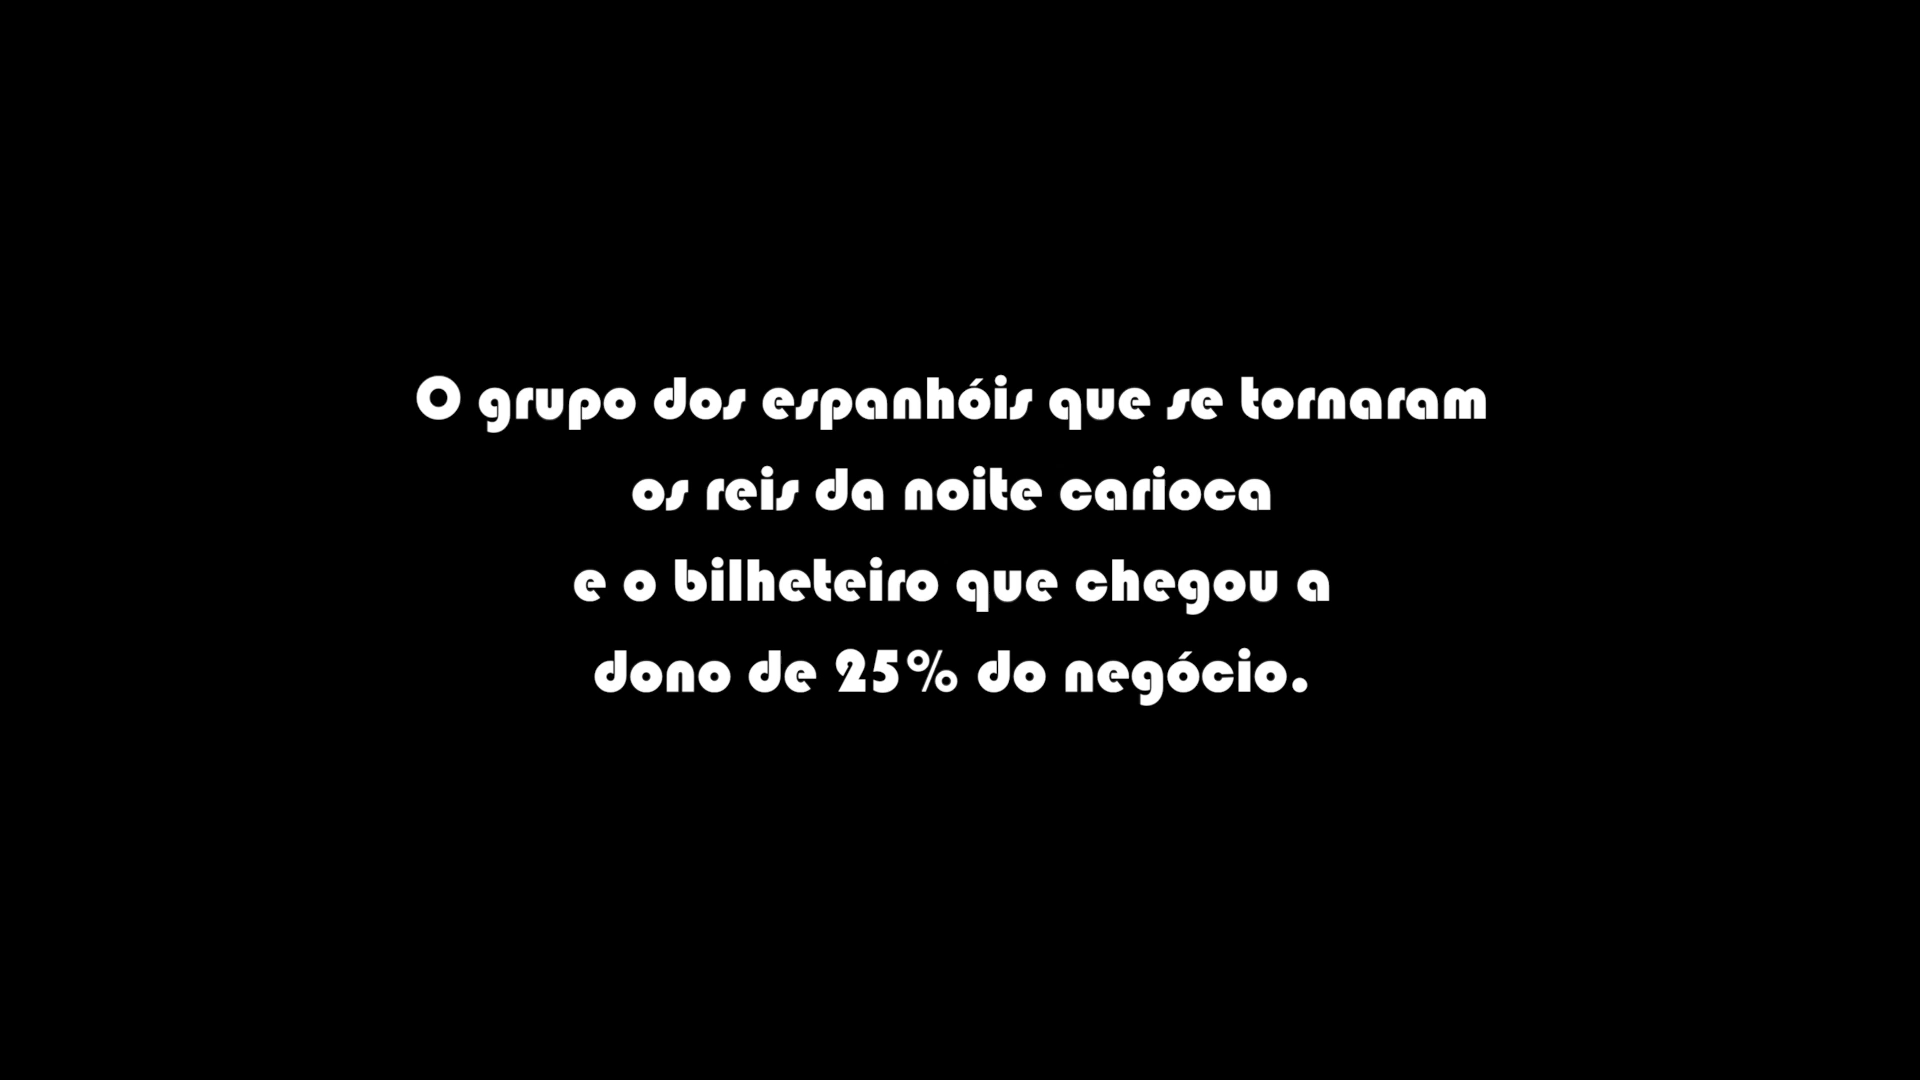 O grupo dos espanhóis que se tornaram
os reis da noite carioca
e o bilheteiro que chegou a
dono de 25% do negócio.